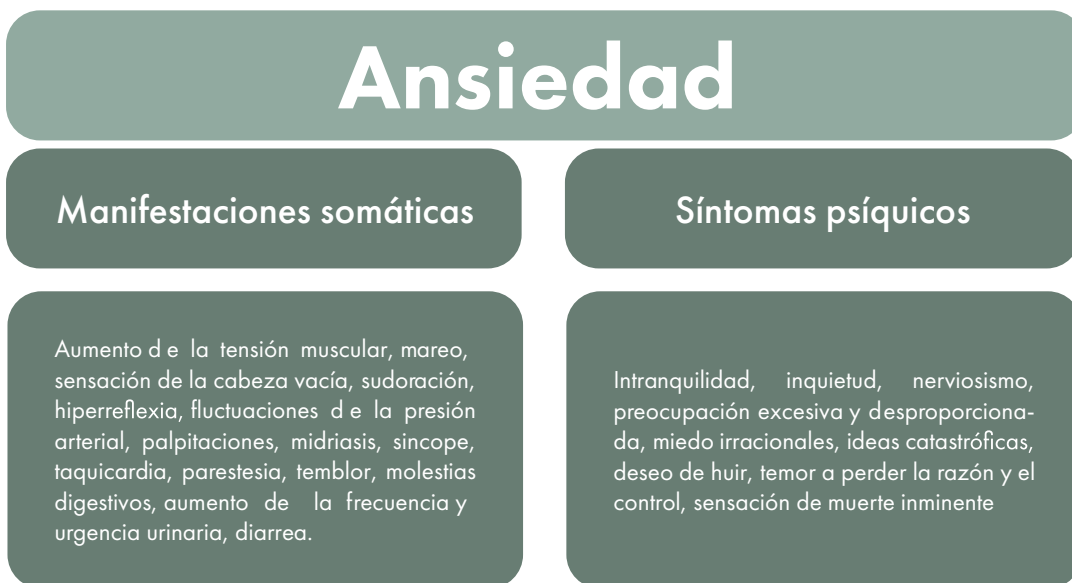 Ansiedad
Manifestaciones somáticas
Síntomas psíquicos
Aumento d e la tensión muscular, mareo,
sensación de la cabeza vacía, sudoración,
hiperreflexia, fluctuaciones d e la presión
arterial, palpitaciones, midriasis, sincope,
taquicardia, parestesia, temblor, molestias
digestivos, aumento de la frecuencia y
urgencia urinaria, diarrea.
Intranquilidad, inquietud, nerviosismo,
preocupación excesiva y desproporciona-
da, miedo irracionales, ideas catastróficas,
deseo de huir, temor a perder la razón y el
control, sensación de muerte inminente